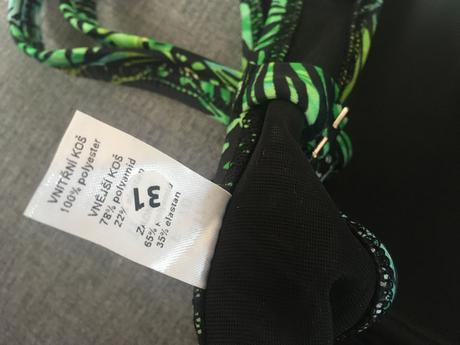 VNITŘNÍ KOŠ
100% polyester
VNĚJŠÍ KOŠ
78% polyamid
22%
65%
35% elastan
31